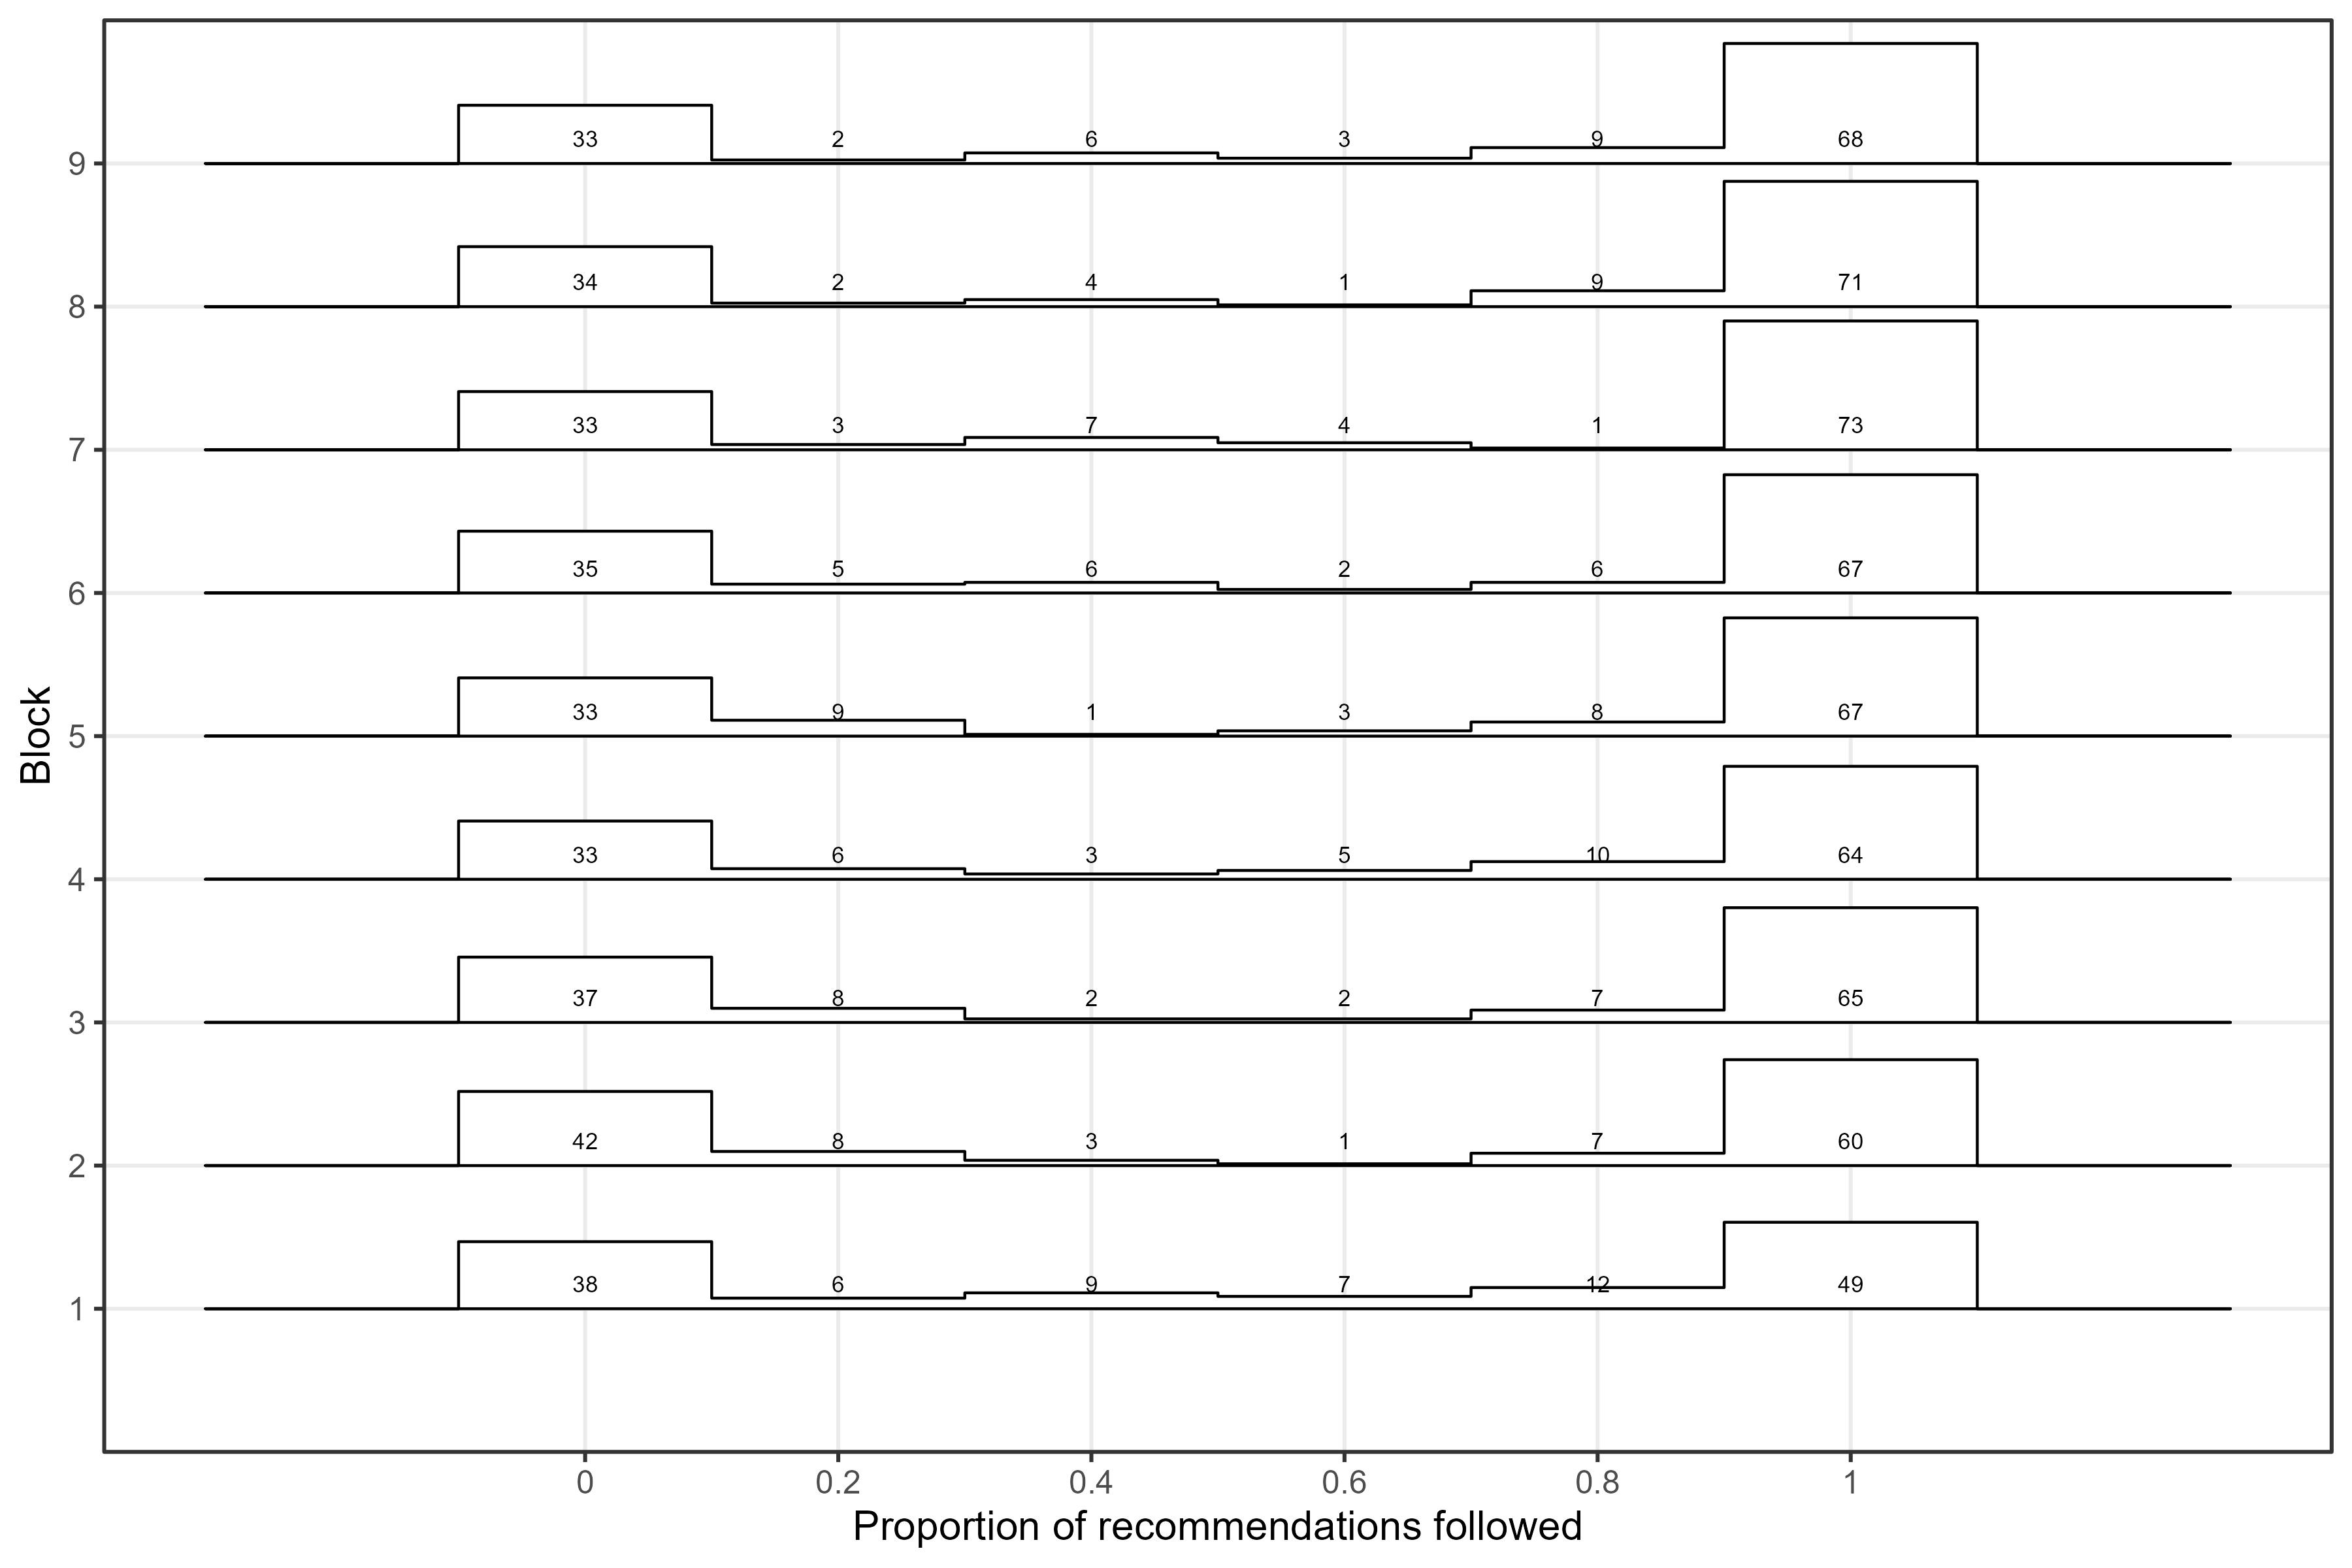 9 33 2 6 3 9 68
8 34 2 4 1 9 71
7 33 3 7 4 1 73
6 35 5 6 2 6 67
5 33 9 1 3 8 67
4 33 6 3 5 10 64
3 37 8 2 2 7 65
2 42 8 3 1 7 60
1 38 6 9 7 12 49
Block
0 0.2 0.4 0.6 0.8 1
Proportion of recommendations followed